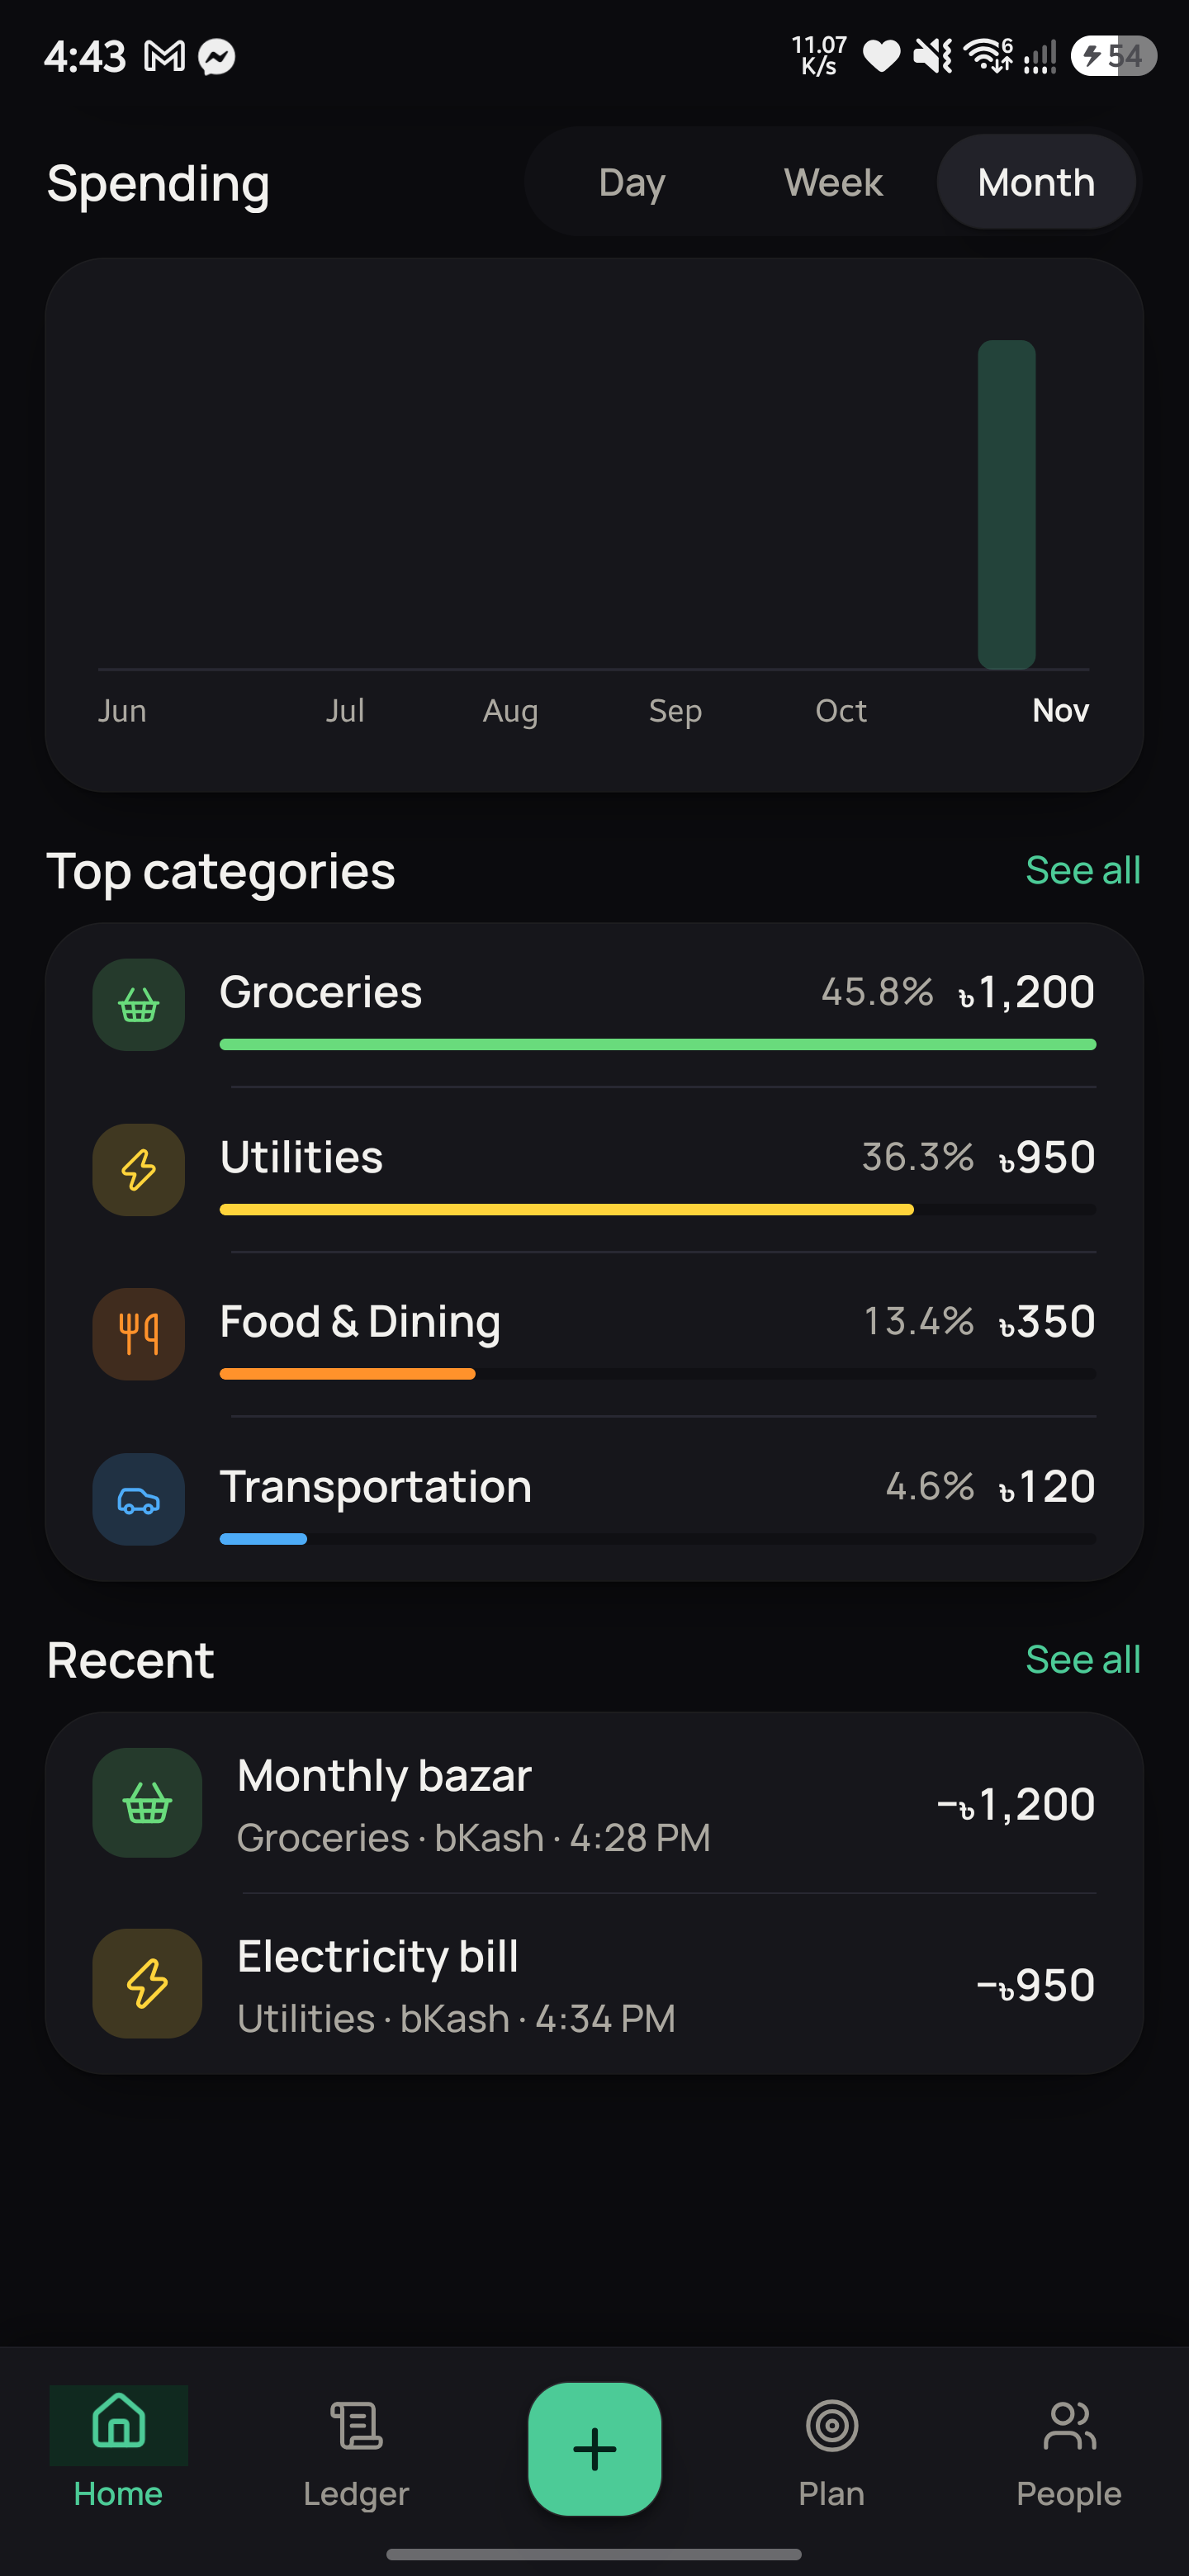 4:43
11.07 K/s
6
54
Spending
Day Week Month
Jun Jul Aug Sep Oct Nov
Top categories See all
Groceries 45.8% ৳1,200
Utilities 36.3% ৳950
Food & Dining 13.4% ৳350
Transportation 4.6% ৳120
Recent See all
Monthly bazar
−৳1,200
Groceries · bKash · 4:28 PM
Electricity bill
−৳950
Utilities · bKash · 4:34 PM
Home Ledger Plan People